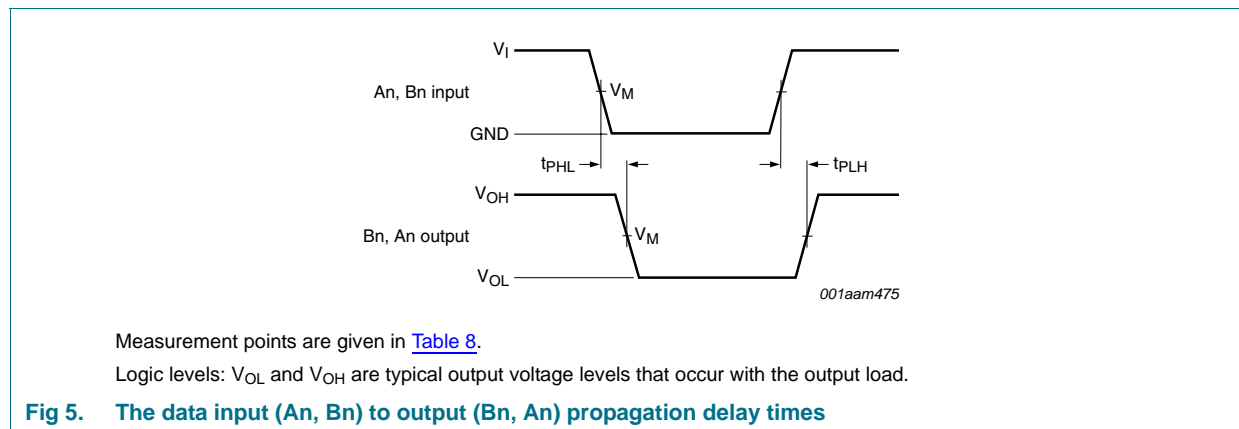 VI
An, Bn input
VM
GND
tPHL
tPLH
VOH
Bn, An output
VM
VOL
001aam475
Measurement points are given in Table 8.
Logic levels: VOL and VOH are typical output voltage levels that occur with the output load.
Fig 5. The data input (An, Bn) to output (Bn, An) propagation delay times